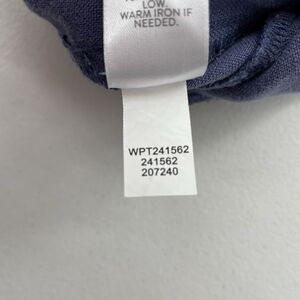 LOW.
WARM IRON IF
NEEDED.
WPT241562
241562
207240